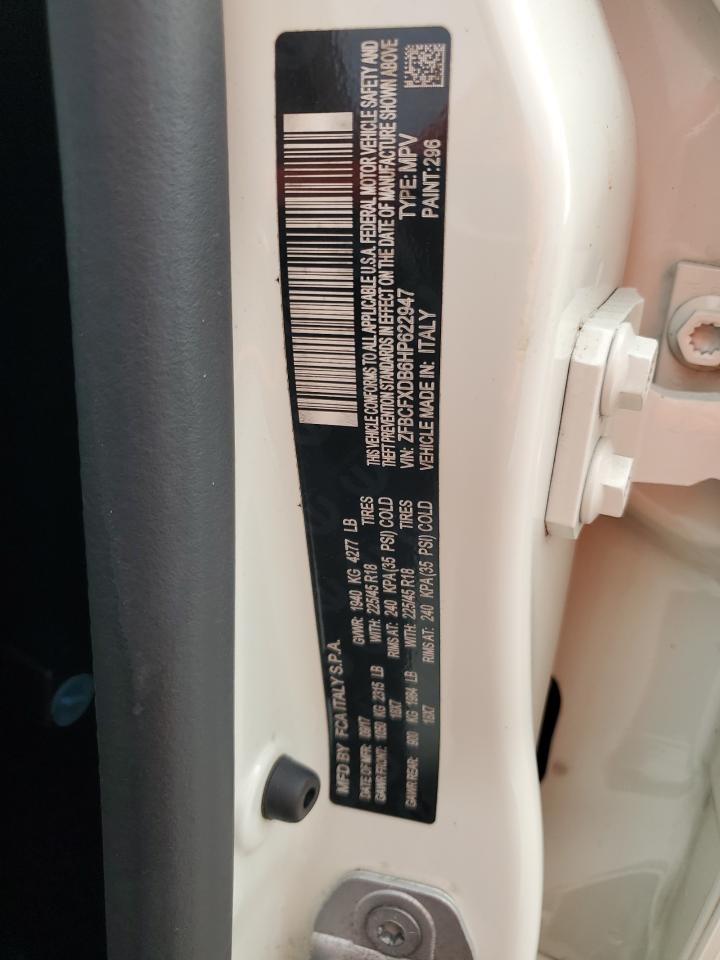 MFD BY FCA ITALY S.P.A.
DATE OF MFR: 09/17 GVWR: 1940 KG 4277 LB
GAWR FRONT: 1050 KG 2315 LB WITH: 225/45 R18 TIRES
18X7 RIMS AT: 240 KPA(35 PSI) COLD
GAWR REAR: 900 KG 1984 LB WITH: 225/45 R18 TIRES
18X7 RIMS AT: 240 KPA(35 PSI) COLD
THIS VEHICLE CONFORMS TO ALL APPLICABLE U.S.A. FEDERAL MOTOR VEHICLE SAFETY AND
THEFT PREVENTION STANDARDS IN EFFECT ON THE DATE OF MANUFACTURE SHOWN ABOVE
VIN: ZFBCFXDB6HP622947 TYPE: MPV
VEHICLE MADE IN: ITALY PAINT: 296